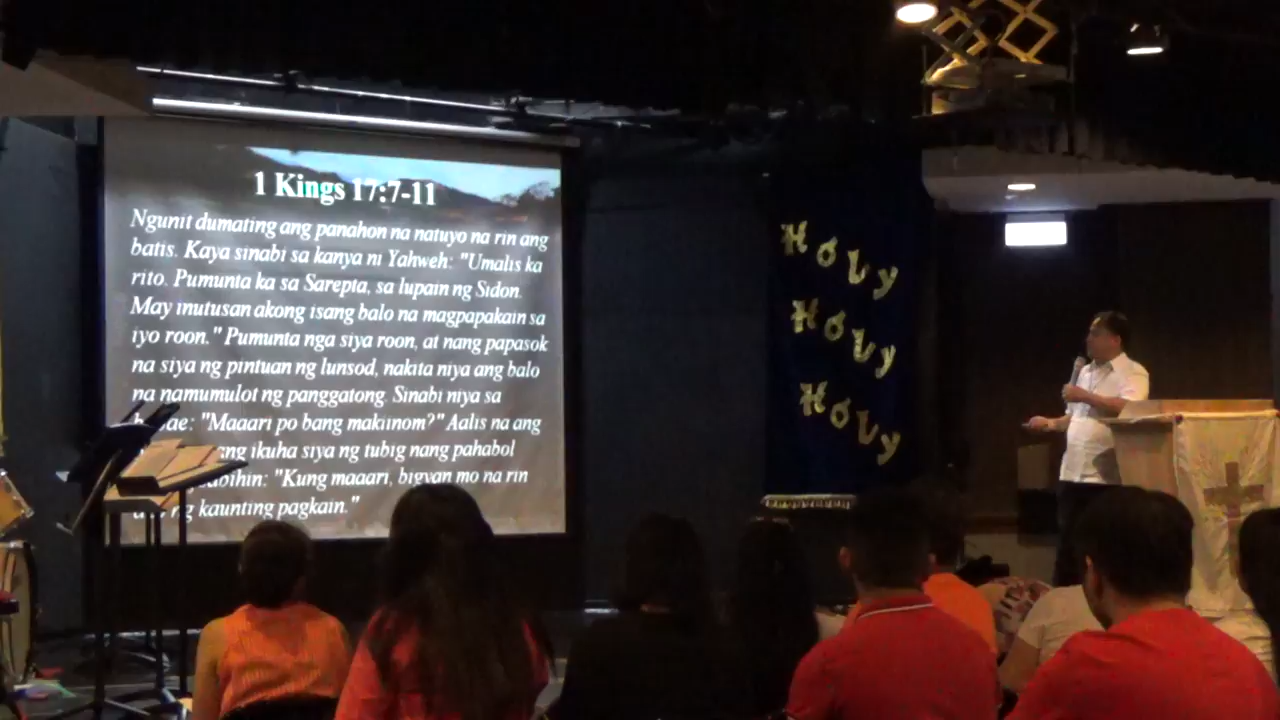 1 Kings 17:7-11
Ngunit dumating ang panahon na natuyo na rin ang
batis. Kaya sinabi sa kanya ni Yahweh: "Umalis ka
rito. Pumunta ka sa Sarepta, sa lupain ng Sidon.
May inutusan akong isang balo na magpapakain sa
iyo roon." Pumunta nga siya roon, at nang papasok
na siya ng pintuan ng lunsod, nakita niya ang balo
na namumulot ng panggatong. Sinabi niya sa
"Maaari po bang makiinom?" Aalis na ang
ikuha siya ng tubig nang pahabol
"Kung maaari, bigyan mo na rin
ng kaunting pagkain."
Holy
Holy
Holy